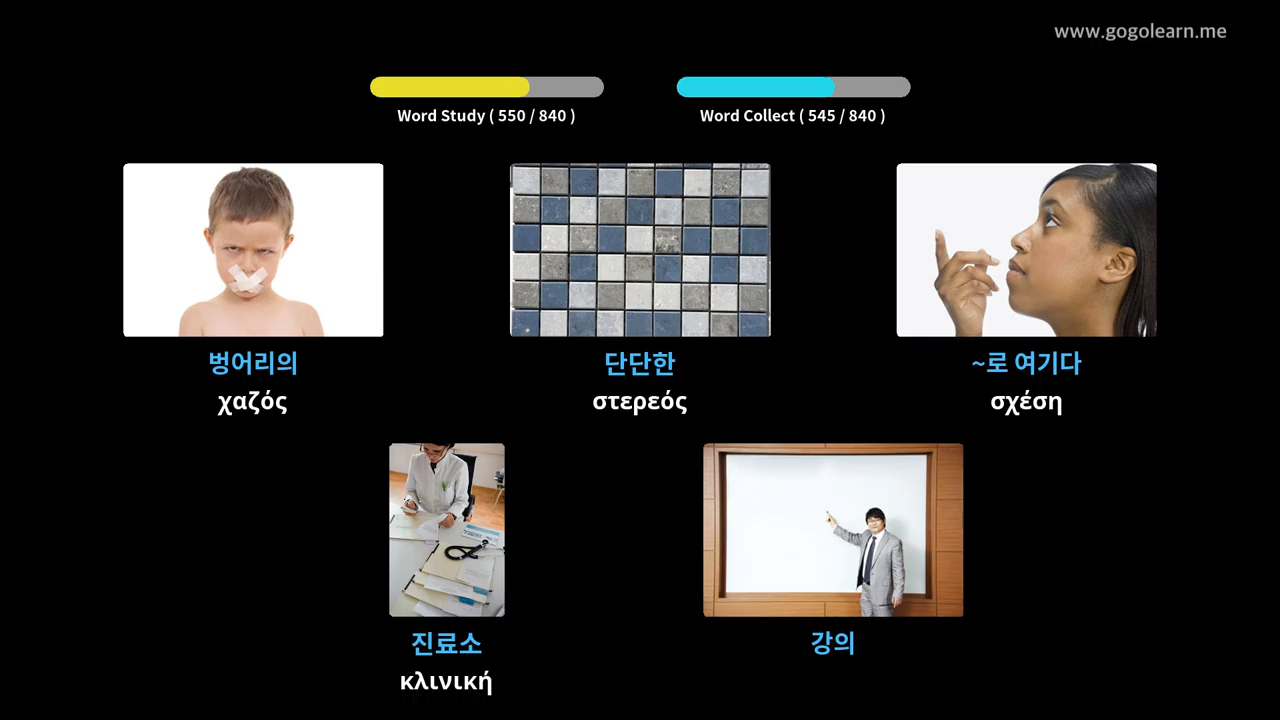 www.gogolearn.me
Word Study ( 550 / 840 )
Word Collect ( 545 / 840 )
벙어리의
χαζός
단단한
στερεός
~로 여기다
σχέση
진료소
κλινική
강의